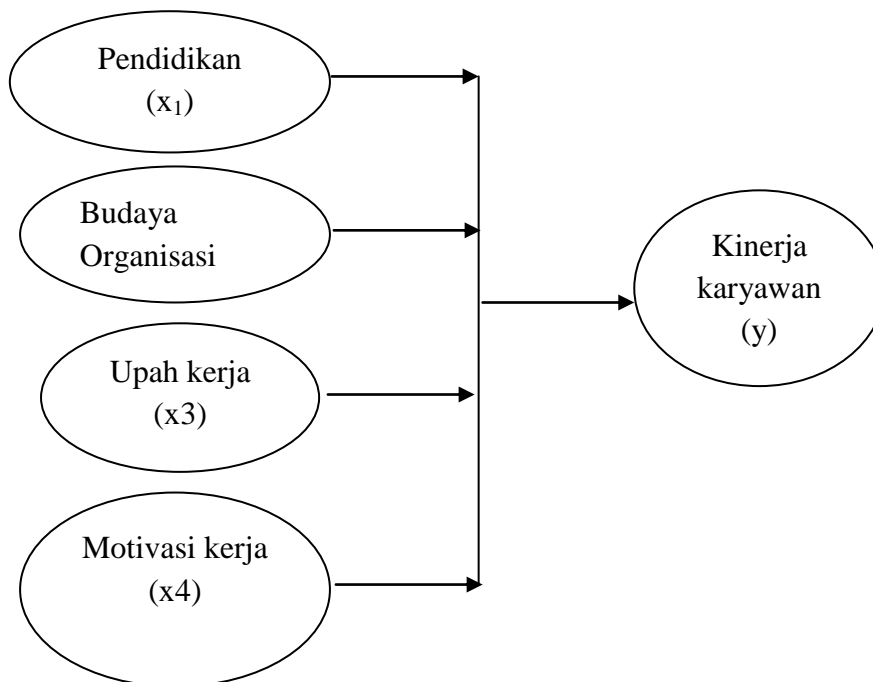 Pendidikan
(x₁)
Budaya
Organisasi
Upah kerja
(x3)
Motivasi kerja
(x4)
Kinerja
karyawan
(y)